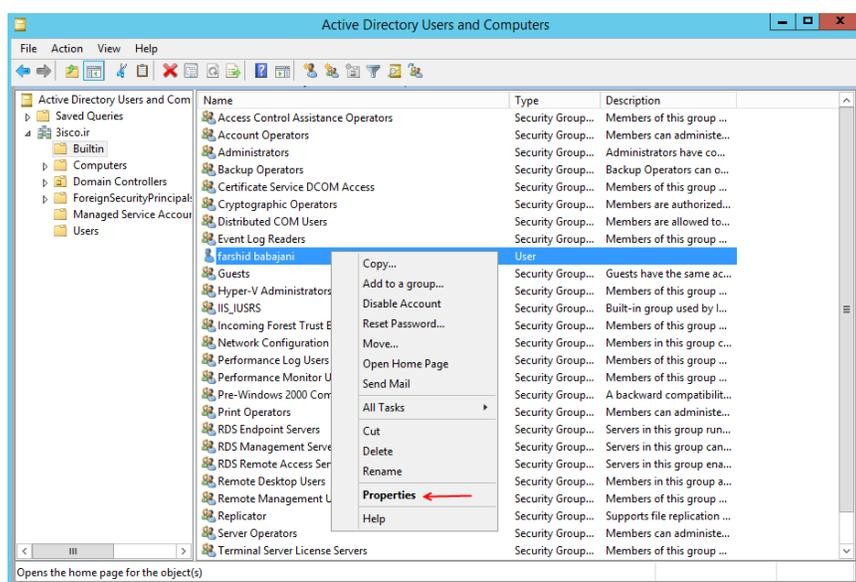 Active Directory Users and Computers
File Action View Help
Active Directory Users and Com
Saved Queries
3isco.ir
Builtin
Computers
Domain Controllers
ForeignSecurityPrincipals
Managed Service Accour
Users
Name Type Description
Access Control Assistance Operators Security Group... Members of this group ...
Account Operators Security Group... Members can administe...
Administrators Security Group... Administrators have co...
Backup Operators Security Group... Backup Operators can o...
Certificate Service DCOM Access Security Group... Members of this group ...
Cryptographic Operators Security Group... Members are authorized...
Distributed COM Users Security Group... Members are allowed to...
Event Log Readers Security Group... Members of this group ...
farshid babajani User
Guests Security Group... Guests have the same ac...
Hyper-V Administrators Security Group... Members of this group ...
IIS_IUSRS Security Group... Built-in group used by I...
Incoming Forest Trust B Security Group... Members of this group ...
Network Configuration Security Group... Members in this group c...
Performance Log Users Security Group... Members of this group ...
Performance Monitor U Security Group... Members of this group ...
Pre-Windows 2000 Com Security Group... A backward compatibilit...
Print Operators Security Group... Members can administe...
RDS Endpoint Servers Security Group... Servers in this group run...
RDS Management Serve Security Group... Servers in this group can...
RDS Remote Access Ser Security Group... Servers in this group ena...
Remote Desktop Users Security Group... Members in this group a...
Remote Management U Security Group... Members of this group ...
Replicator Security Group... Supports file replication ...
Server Operators Security Group... Members can administe...
Terminal Server License Servers Security Group... Members of this group ...
Copy...
Add to a group...
Disable Account
Reset Password...
Move...
Open Home Page
Send Mail
All Tasks
Cut
Delete
Rename
Properties
Help
Opens the home page for the object(s)